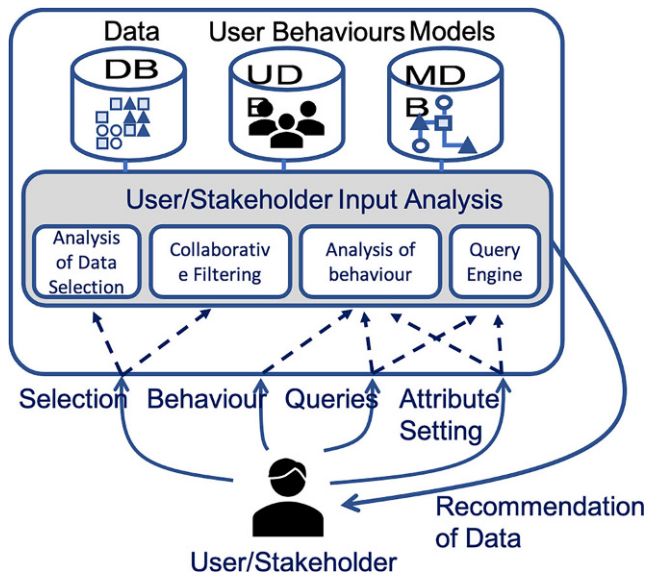 Data User Behaviours Models
DB UD MD
B B
User/Stakeholder Input Analysis
Analysis
of Data
Selection
Collaborativ
e Filtering
Analysis of
behaviour
Query
Engine
Selection Behaviour Queries Attribute
Setting
Recommendation
of Data
User/Stakeholder